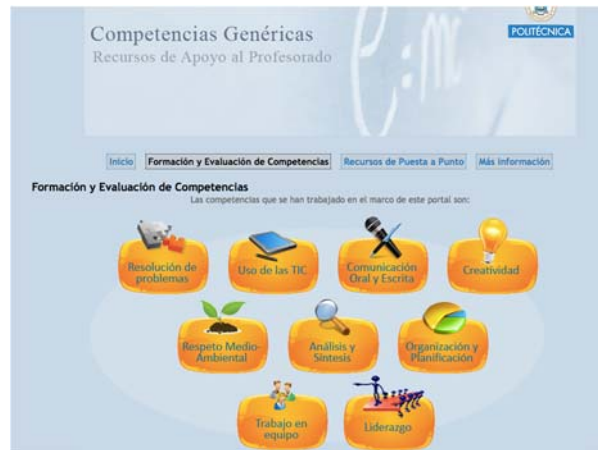 Competencias Genéricas
Recursos de Apoyo al Profesorado
POLITÉCNICA
Inicio
Formación y Evaluación de Competencias
Recursos de Puesta a Punto
Más Información
Formación y Evaluación de Competencias
Las competencias que se han trabajado en el marco de este portal son:
Resolución de
problemas
Uso de las TIC
Comunicación
Oral y Escrita
Creatividad
Respeto Medio-
Ambiental
Análisis y
Síntesis
Organización y
Planificación
Trabajo en
equipo
Liderazgo